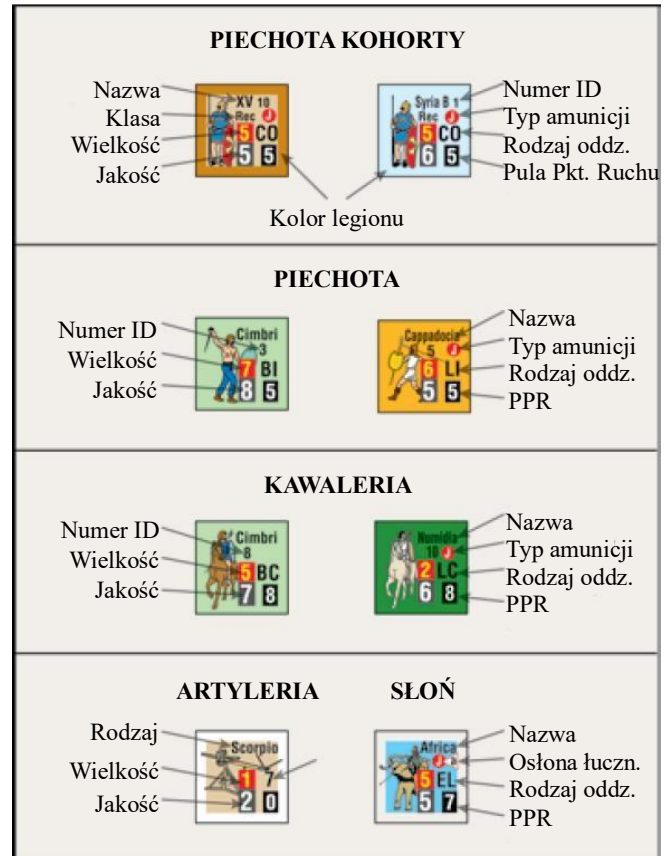 PIECHOTA KOHORTY
Nazwa
Klasa
Wielkość
Jakość
XV 10
Rec J
5 CO
5 5
Syria B 1
Rec J
5 CO
6 5
Numer ID
Typ amunicji
Rodzaj oddz.
Pula Pkt. Ruchu
Kolor legionu
PIECHOTA
Numer ID
Wielkość
Jakość
Cimbri
3
7 BI
8 5
Cappadocia
5 J
6 LI
5 5
Nazwa
Typ amunicji
Rodzaj oddz.
PPR
KAWALERIA
Numer ID
Wielkość
Jakość
Cimbri
8
5 BC
7 8
Numidia
10 J
2 LC
6 8
Nazwa
Typ amunicji
Rodzaj oddz.
PPR
ARTYLERIA
SŁOŃ
Rodzaj
Wielkość
Jakość
Scorpio
1 7
2 0
Africa
J
5 EL
5 7
Nazwa
Osłona łuczn.
Rodzaj oddz.
PPR